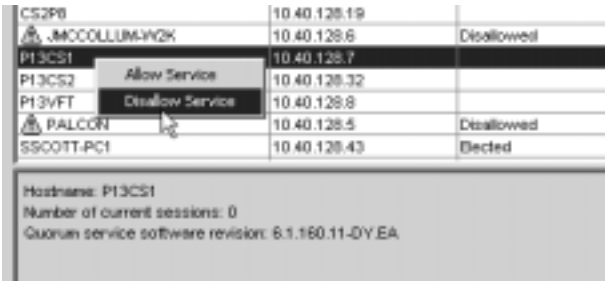 CS2P8 10.40.128.19
JMCCOLLUM-W2K 10.40.128.6 Disallowed
P13CS1 10.40.128.7
P13CS2 10.40.128.32
Allow Service
P13VFT 10.40.128.8
Disallow Service
PALCON 10.40.128.5 Disallowed
SSCOTT-PC1 10.40.128.43 Elected
Hostname: P13CS1
Number of current sessions: 0
Quorum service software revision: 6.1.160.11-DY.EA